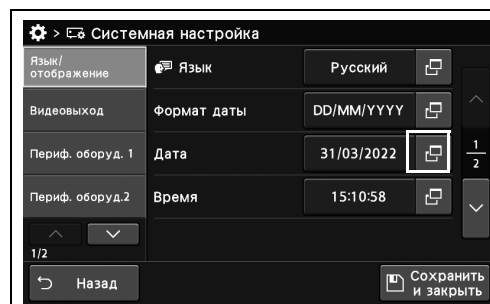 > Системная настройка
Язык/
отображение
Язык
Русский
Видеовыход
Формат даты
DD/MM/YYYY
Периф. оборуд. 1
Дата
31/03/2022
1
2
Периф. оборуд.2
Время
15:10:58
1/2
Назад
Сохранить
и закрыть